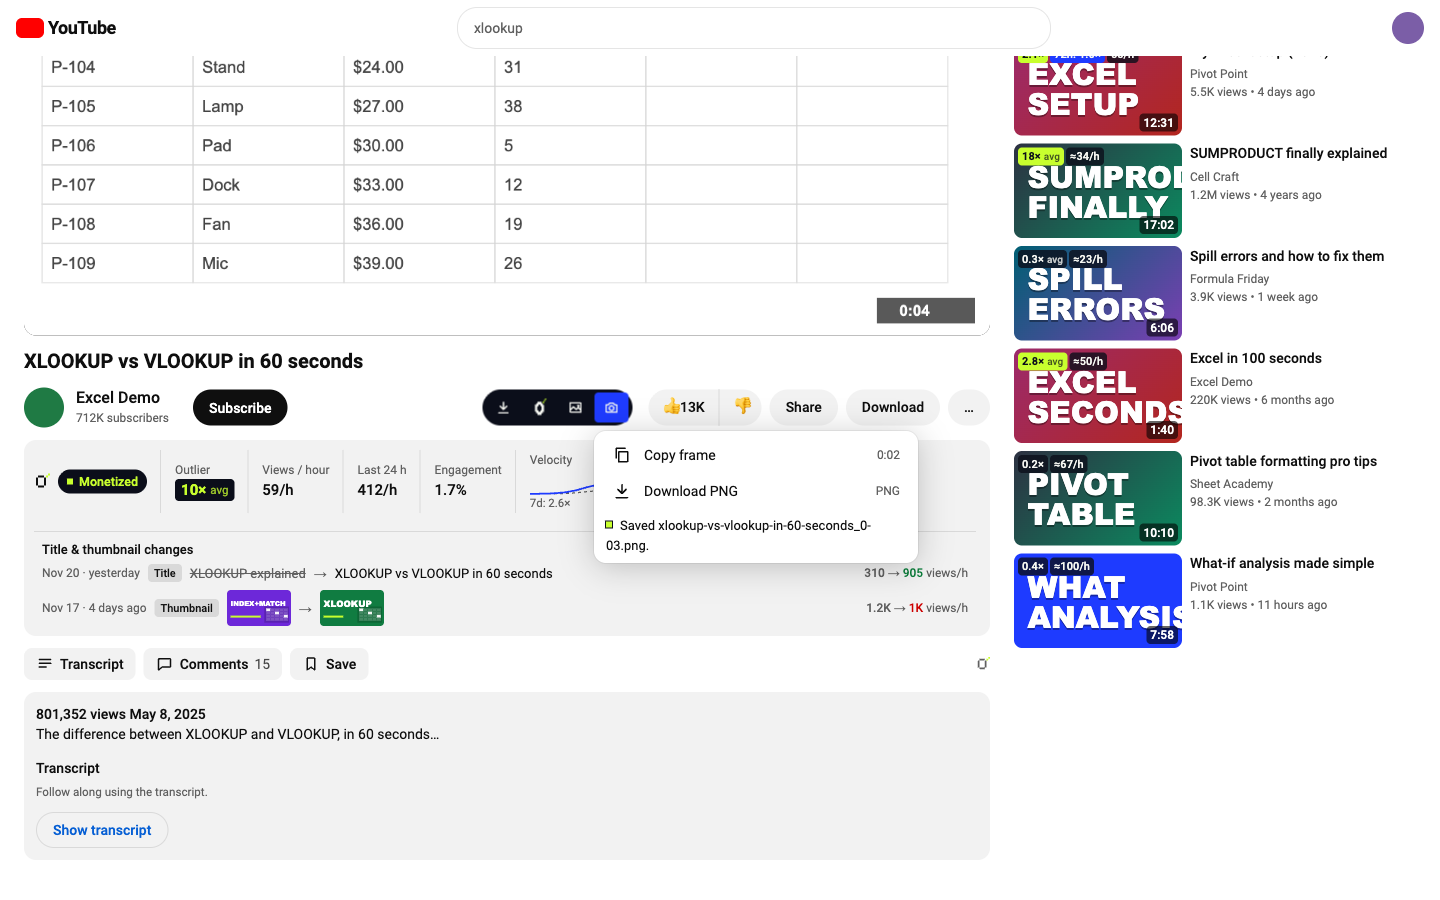 YouTube
xlookup
P-104 Stand $24.00 31
P-105 Lamp $27.00 38
P-106 Pad $30.00 5
P-107 Dock $33.00 12
P-108 Fan $36.00 19
P-109 Mic $39.00 26
0:04
XLOOKUP vs VLOOKUP in 60 seconds
Excel Demo
712K subscribers
Subscribe
👍13K
👎
Share
Download
...
Copy frame 0:02
Download PNG PNG
Saved xlookup-vs-vlookup-in-60-seconds_0-
03.png.
Monetized
Outlier
10× avg
Views / hour
59/h
Last 24 h
412/h
Engagement
1.7%
Velocity
7d: 2.6×
Title & thumbnail changes
Nov 20 · yesterday Title XLOOKUP explained → XLOOKUP vs VLOOKUP in 60 seconds 310 → 905 views/h
Nov 17 · 4 days ago Thumbnail INDEX+MATCH → XLOOKUP 1.2K → 1K views/h
Transcript
Comments 15
Save
801,352 views May 8, 2025
The difference between XLOOKUP and VLOOKUP, in 60 seconds…
Transcript
Follow along using the transcript.
Show transcript
EXCEL
SETUP
12:31
Pivot Point
5.5K views • 4 days ago
18× avg ≈34/h
SUMPROD
FINALLY
17:02
SUMPRODUCT finally explained
Cell Craft
1.2M views • 4 years ago
0.3× avg ≈23/h
SPILL
ERRORS
6:06
Spill errors and how to fix them
Formula Friday
3.9K views • 1 week ago
2.8× avg ≈50/h
EXCEL
SECONDS
1:40
Excel in 100 seconds
Excel Demo
220K views • 6 months ago
0.2× ≈67/h
PIVOT
TABLE
10:10
Pivot table formatting pro tips
Sheet Academy
98.3K views • 2 months ago
0.4× ≈100/h
WHAT
ANALYSIS
7:58
What-if analysis made simple
Pivot Point
1.1K views • 11 hours ago